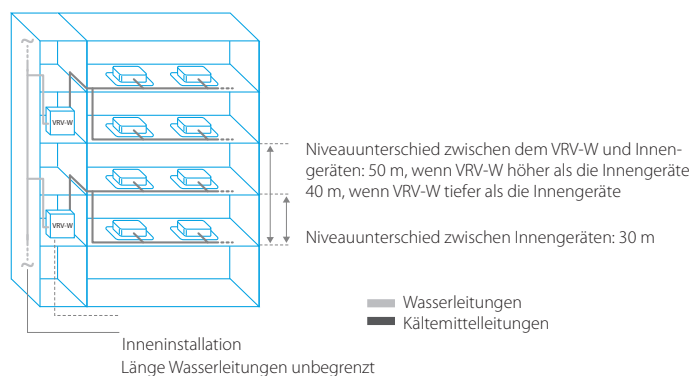 VRV-W
Niveauunterschied zwischen dem VRV-W und Innen-
geräten: 50 m, wenn VRV-W höher als die Innengeräte
40 m, wenn VRV-W tiefer als die Innengeräte
VRV-W
Niveauunterschied zwischen Innengeräten: 30 m
Wasserleitungen
Kältemittelleitungen
Inneninstallation
Länge Wasserleitungen unbegrenzt